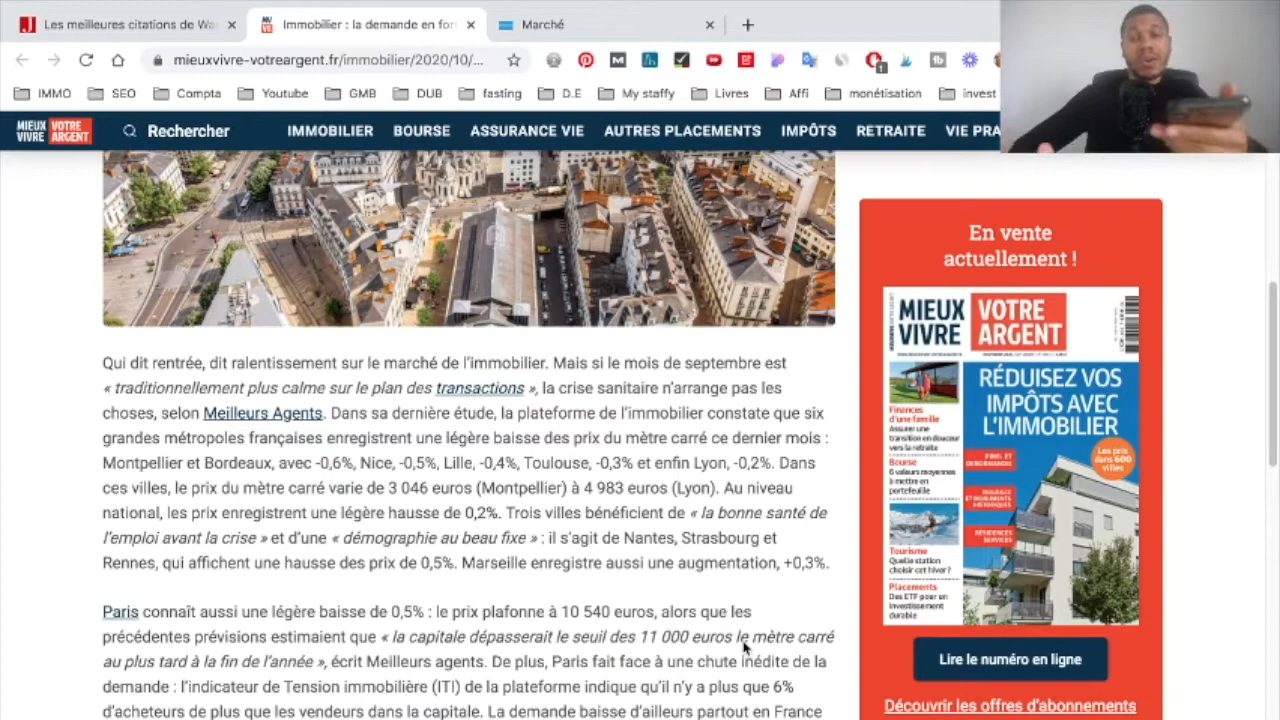 Les meilleures citations de Wa
Immobilier : la demande en for
Marché
mieuxvivre-votreargent.fr/immobilier/2020/10/...
IMMO
SEO
Compta
Youtube
GMB
DUB
fasting
D.E
My staffy
Livres
Affi
monétisation
invest
MIEUX VIVRE VOTRE ARGENT
Rechercher
IMMOBILIER
BOURSE
ASSURANCE VIE
AUTRES PLACEMENTS
IMPÔTS
RETRAITE
VIE PRA
Qui dit rentrée, dit ralentissement sur le marché de l'immobilier. Mais si le mois de septembre est
« traditionnellement plus calme sur le plan des transactions », la crise sanitaire n'arrange pas les
choses, selon Meilleurs Agents. Dans sa dernière étude, la plateforme de l'immobilier constate que six
grandes métropoles françaises enregistrent une légère baisse des prix du mètre carré ce dernier mois :
Montpellier et Bordeaux, avec -0,6%, Nice, Lille, -0,4%, Toulouse, -0,3% et enfin Lyon, -0,2%. Dans
ces villes, le prix du mètre carré varie de 3 046 euros (Montpellier) à 4 983 euros (Lyon). Au niveau
national, les prix enregistrent une légère hausse de 0,2%. Trois villes bénéficient de « la bonne santé de
l'emploi avant la crise » et une « démographie au beau fixe » : il s'agit de Nantes, Strasbourg et
Rennes, qui affichent une hausse des prix de 0,5%. Marseille enregistre aussi une augmentation, +0,3%.
Paris connaît aussi une légère baisse de 0,5% : le prix plafonne à 10 540 euros, alors que les
précédentes prévisions estimaient que « la capitale dépasserait le seuil des 11 000 euros le mètre carré
au plus tard à la fin de l'année », écrit Meilleurs agents. De plus, Paris fait face à une chute inédite de la
demande : l'indicateur de Tension immobilière (ITI) de la plateforme indique qu'il n'y a plus que 6%
d'acheteurs de plus que les vendeurs dans la capitale. La demande baisse d'ailleurs partout en France
En vente
actuellement !
MIEUX VIVRE
VOTRE ARGENT
RÉDUISEZ VOS
IMPÔTS AVEC
L'IMMOBILIER
Les prix
dans 600
villes
Finances
d'une famille
Assurer une
transition en douceur
vers la retraite
Bourse
6 valeurs moyennes
à mettre en
portefeuille
Tourisme
Quelle station
choisir cet hiver ?
Placements
Des ETF pour un
investissement
durable
PINEL ET
DENORMANDIE
MALRAUX
ET MONUMENTS
HISTORIQUES
RÉSIDENCES
SERVICES
Lire le numéro en ligne
Découvrir les offres d'abonnements